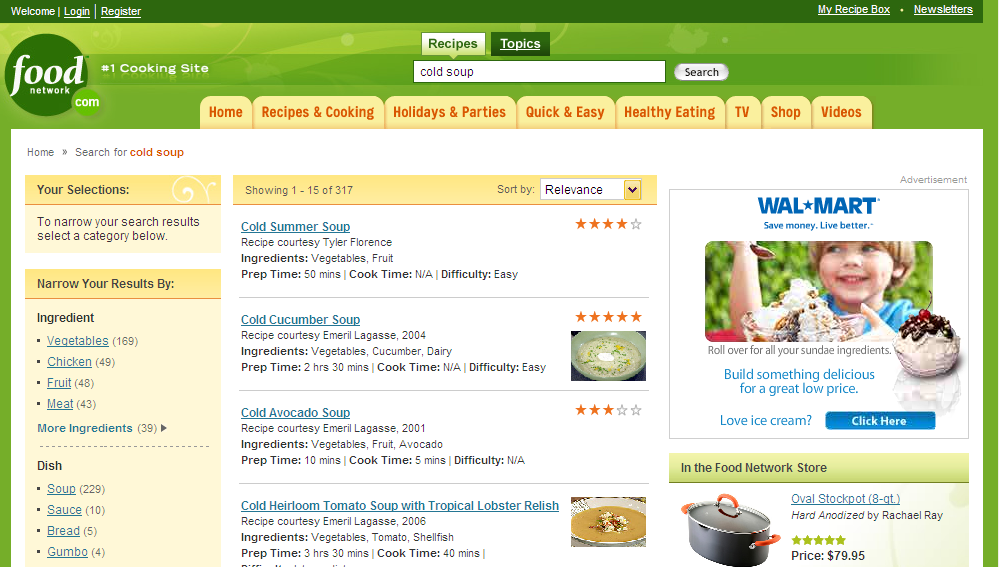 Welcome | Login | Register
My Recipe Box • Newsletters
food
network
.com
#1 Cooking Site
Recipes
Topics
cold soup
Search
Home
Recipes & Cooking
Holidays & Parties
Quick & Easy
Healthy Eating
TV
Shop
Videos
Home » Search for cold soup
Your Selections:
To narrow your search results
select a category below.
Narrow Your Results By:
Ingredient
Vegetables (169)
Chicken (49)
Fruit (48)
Meat (43)
More Ingredients (39)
Dish
Soup (229)
Sauce (10)
Bread (5)
Gumbo (4)
Showing 1 - 15 of 317
Sort by: Relevance
Cold Summer Soup
Recipe courtesy Tyler Florence
Ingredients: Vegetables, Fruit
Prep Time: 50 mins | Cook Time: N/A | Difficulty: Easy
Cold Cucumber Soup
Recipe courtesy Emeril Lagasse, 2004
Ingredients: Vegetables, Cucumber, Dairy
Prep Time: 2 hrs 30 mins | Cook Time: N/A | Difficulty: Easy
Cold Avocado Soup
Recipe courtesy Emeril Lagasse, 2001
Ingredients: Vegetables, Fruit, Avocado
Prep Time: 10 mins | Cook Time: 5 mins | Difficulty: N/A
Cold Heirloom Tomato Soup with Tropical Lobster Relish
Recipe courtesy Emeril Lagasse, 2006
Ingredients: Vegetables, Tomato, Shellfish
Prep Time: 3 hrs 30 mins | Cook Time: 40 mins |
Advertisement
WAL★MART
Save money. Live better.
Roll over for all your sundae ingredients.
Build something delicious
for a great low price.
Love ice cream? Click Here
In the Food Network Store
Oval Stockpot (8-qt.)
Hard Anodized by Rachael Ray
Price: $79.95